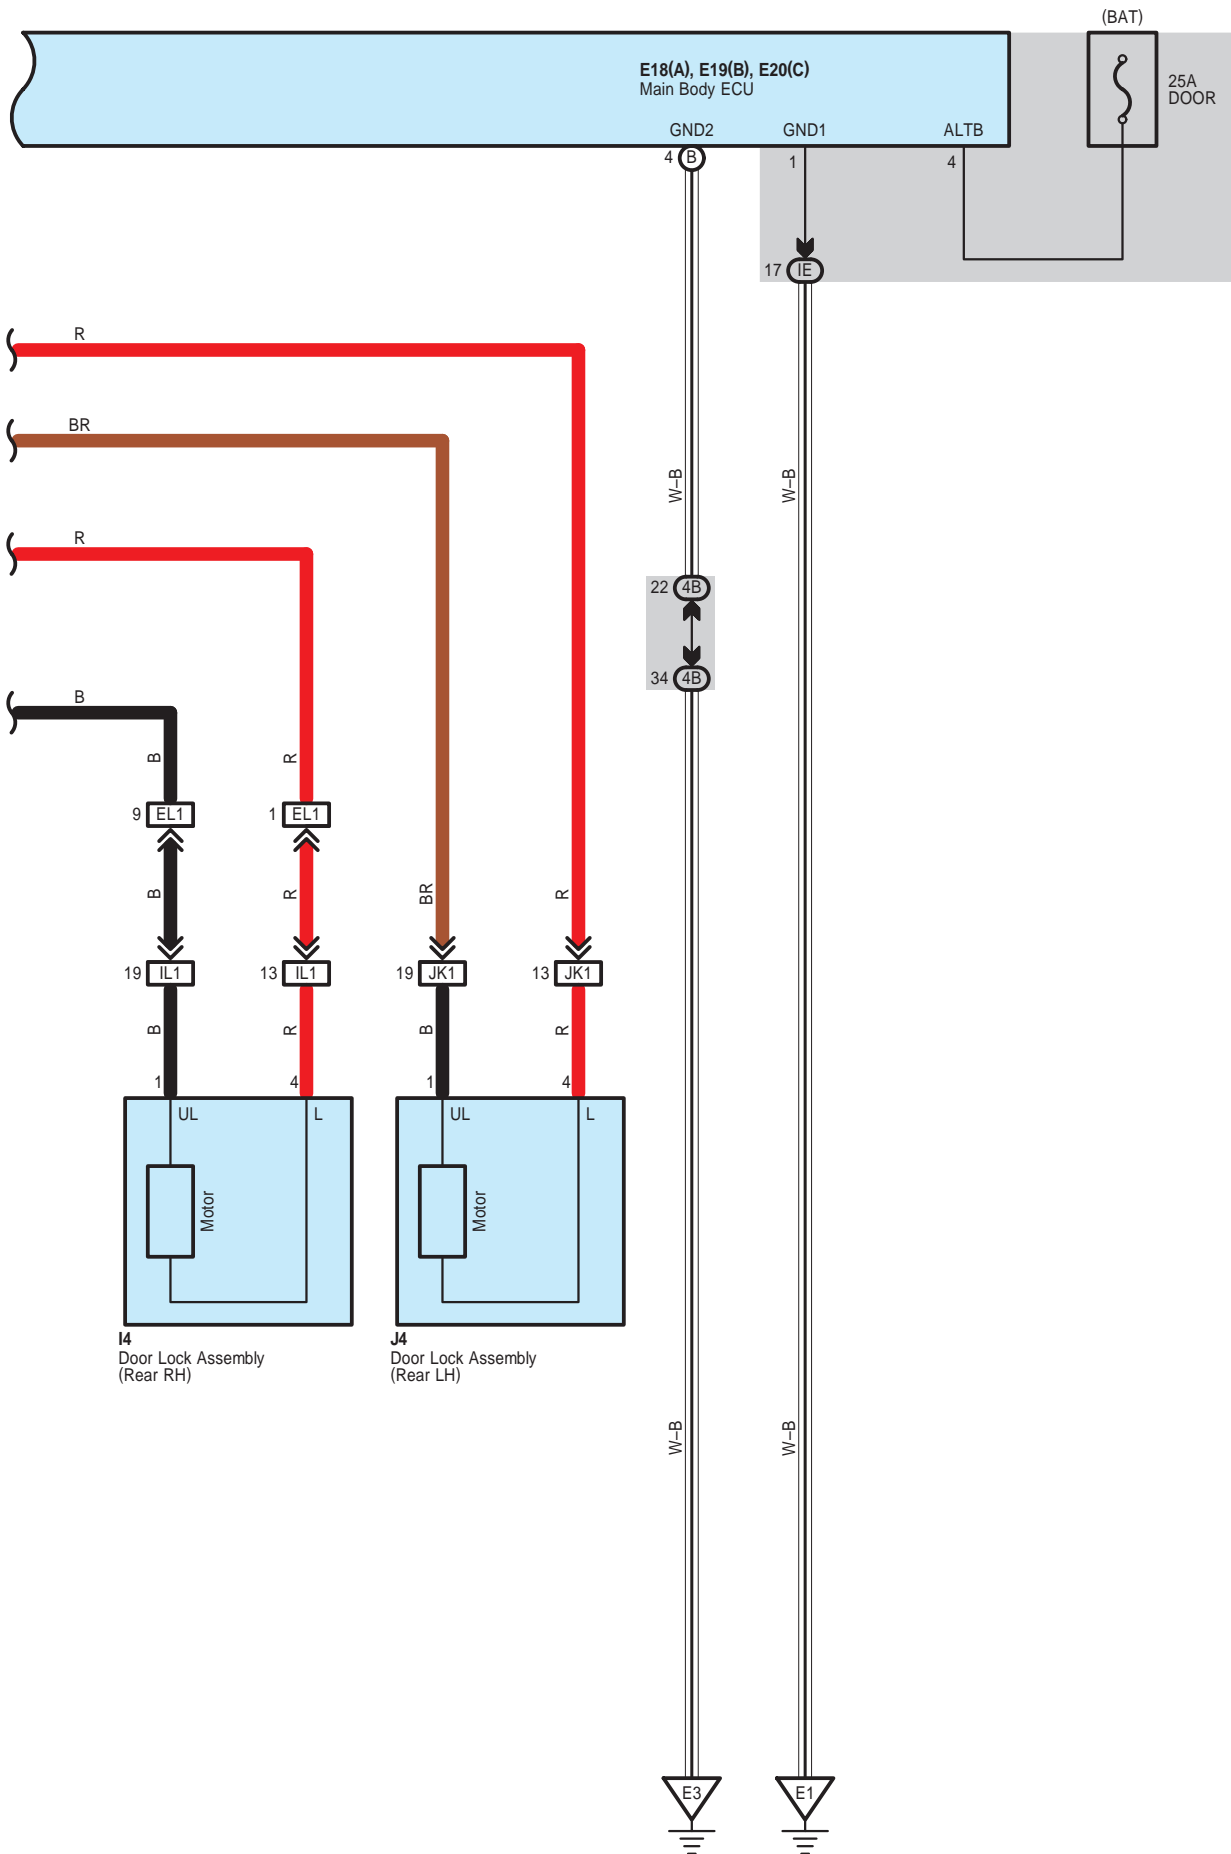 (BAT)
E18(A), E19(B), E20(C)
Main Body ECU
25A
DOOR
GND2
GND1
ALTB
4
B
1
4
17
IE
R
BR
R
B
W–B
W–B
22
4B
34
4B
B
R
9
EL1
1
EL1
B
R
BR
R
19
IL1
13
IL1
19
JK1
13
JK1
B
R
B
R
1
4
1
4
UL
L
UL
L
Motor
Motor
I4
Door Lock Assembly
(Rear RH)
J4
Door Lock Assembly
(Rear LH)
W–B
W–B
E3
E1